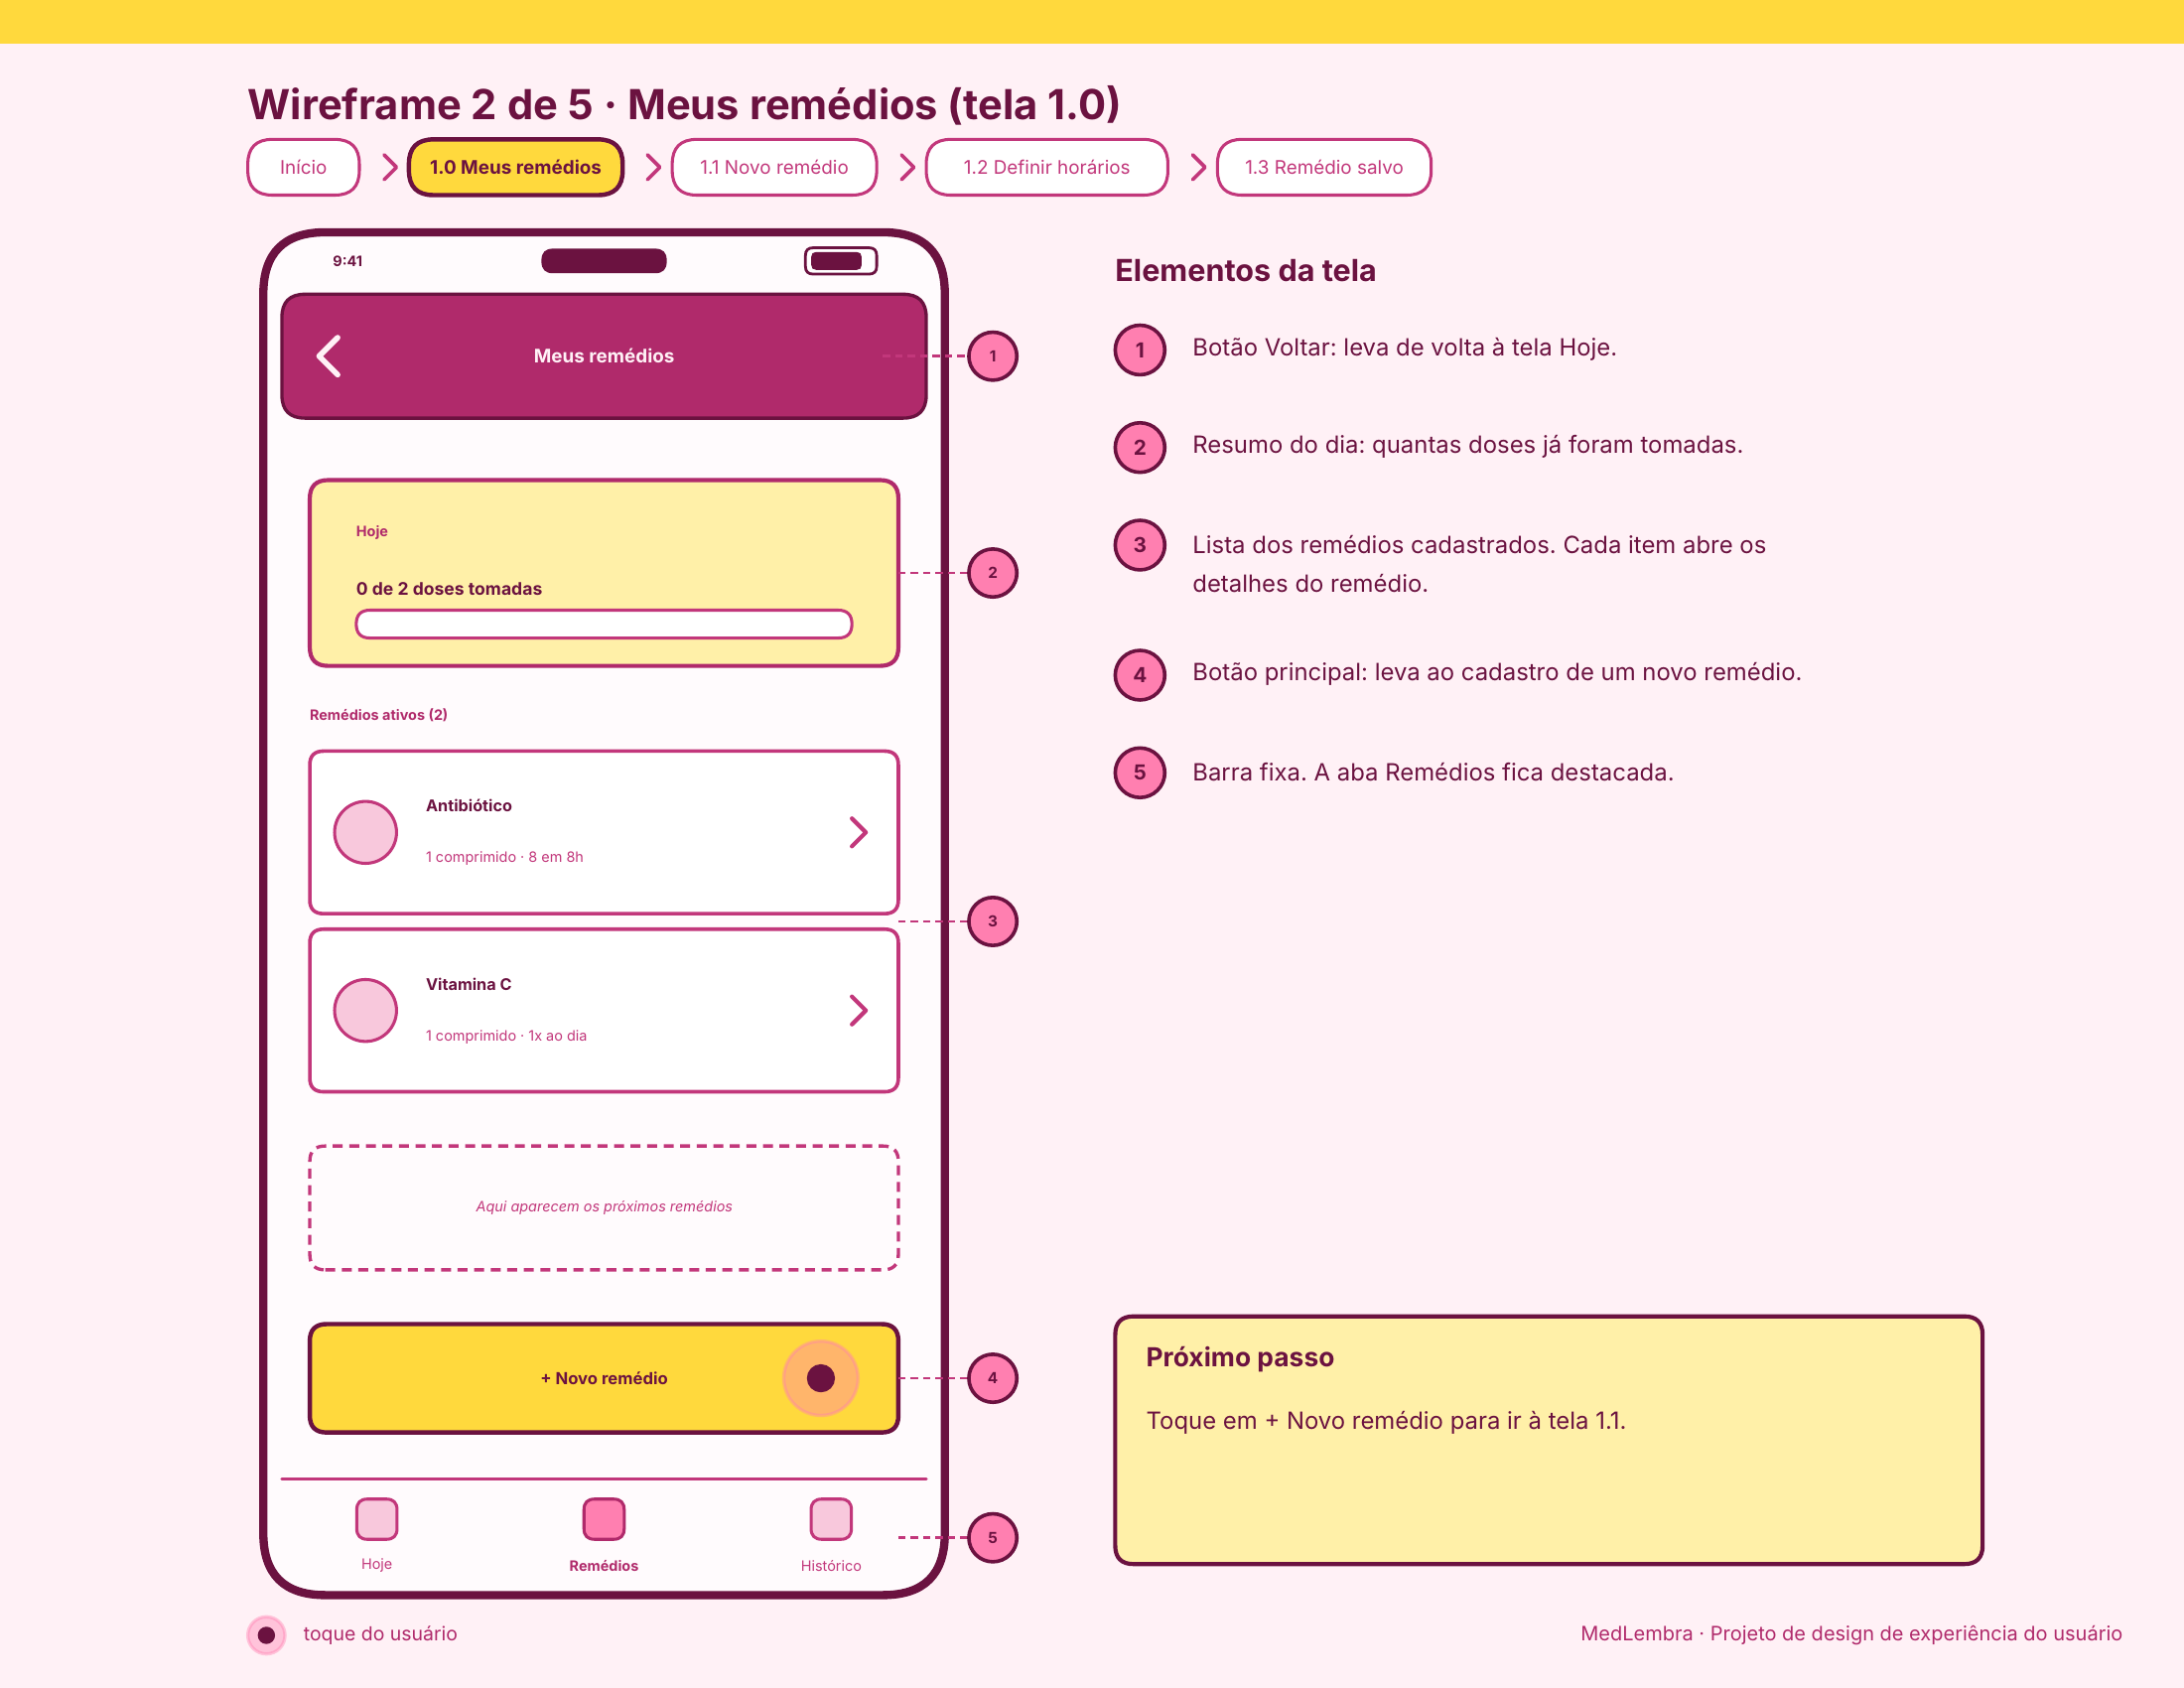 Wireframe 2 de 5 · Meus remédios (tela 1.0)
Início
1.0 Meus remédios
1.1 Novo remédio
1.2 Definir horários
1.3 Remédio salvo
9:41
Meus remédios
1
Hoje
0 de 2 doses tomadas
2
Remédios ativos (2)
Antibiótico
1 comprimido · 8 em 8h
3
Vitamina C
1 comprimido · 1x ao dia
Aqui aparecem os próximos remédios
+ Novo remédio
4
Hoje
Remédios
Histórico
5
Elementos da tela
1 Botão Voltar: leva de volta à tela Hoje.
2 Resumo do dia: quantas doses já foram tomadas.
3 Lista dos remédios cadastrados. Cada item abre os
detalhes do remédio.
4 Botão principal: leva ao cadastro de um novo remédio.
5 Barra fixa. A aba Remédios fica destacada.
Próximo passo
Toque em + Novo remédio para ir à tela 1.1.
toque do usuário
MedLembra · Projeto de design de experiência do usuário